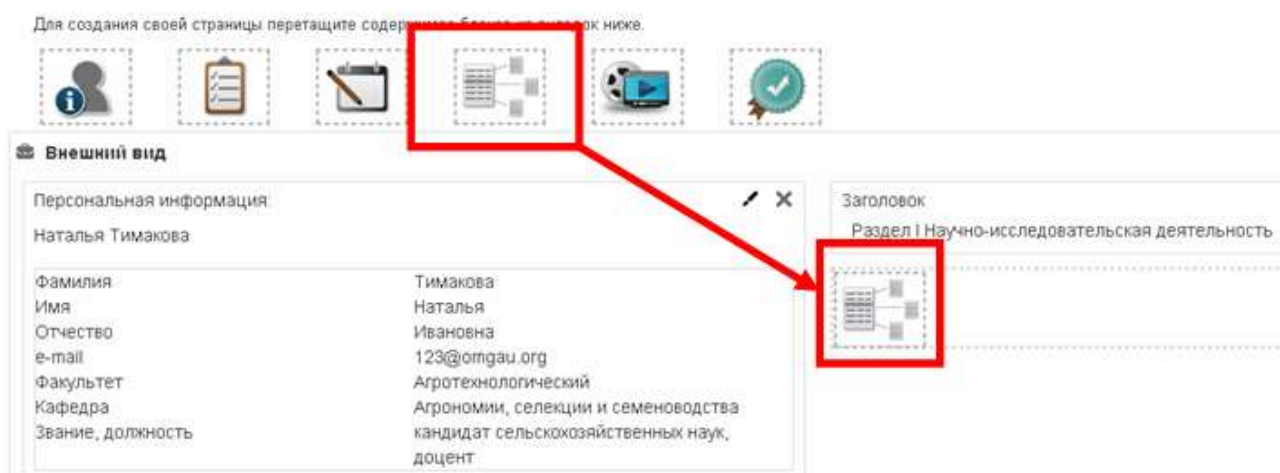 Для создания своей страницы перетащите ниже.
Внешний вид
Персональная информация:
Наталья Тимакова
Фамилия Тимакова
Имя Наталья
Отчество Ивановна
e-mail 123@omgau.org
Факультет Агротехнологический
Кафедра Агрономии, селекции и семеноводства
Звание, должность кандидат сельскохозяйственных наук,
доцент
Заголовок
Раздел I Научно-исследовательская деятельность